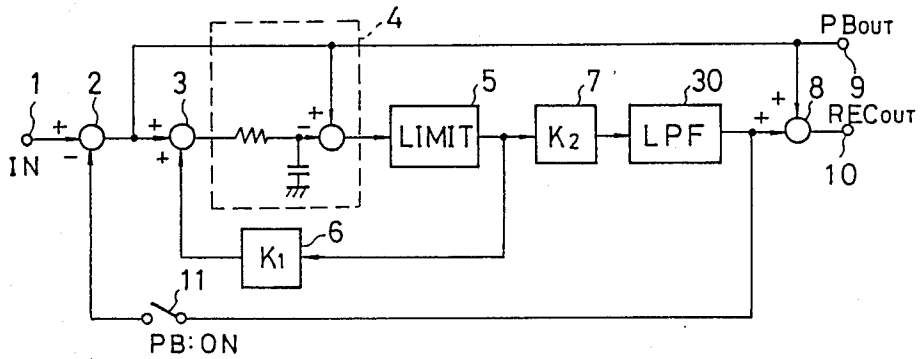 4
PBOUT
1
2
3
5
7
30
8
9
+
-
+
+
+
-
LIMIT
K2
LPF
+
+
RECOUT
IN
10
6
K1
11
PB:ON